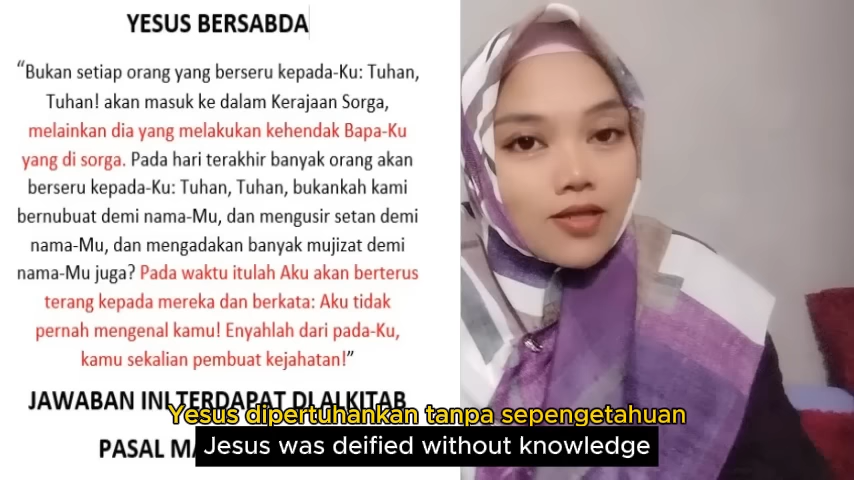 YESUS BERSABDA
“Bukan setiap orang yang berseru kepada-Ku: Tuhan,
Tuhan! akan masuk ke dalam Kerajaan Sorga,
melainkan dia yang melakukan kehendak Bapa-Ku
yang di sorga. Pada hari terakhir banyak orang akan
berseru kepada-Ku: Tuhan, Tuhan, bukankah kami
bernubuat demi nama-Mu, dan mengusir setan demi
nama-Mu, dan mengadakan banyak mujizat demi
nama-Mu juga? Pada waktu itulah Aku akan berterus
terang kepada mereka dan berkata: Aku tidak
pernah mengenal kamu! Enyahlah dari pada-Ku,
kamu sekalian pembuat kejahatan!”
JAWABAN INI TERDAPAT DI ALKITAB
Yesus dipertuhankan tanpa sepengetahuan
PASAL
Jesus was deified without knowledge